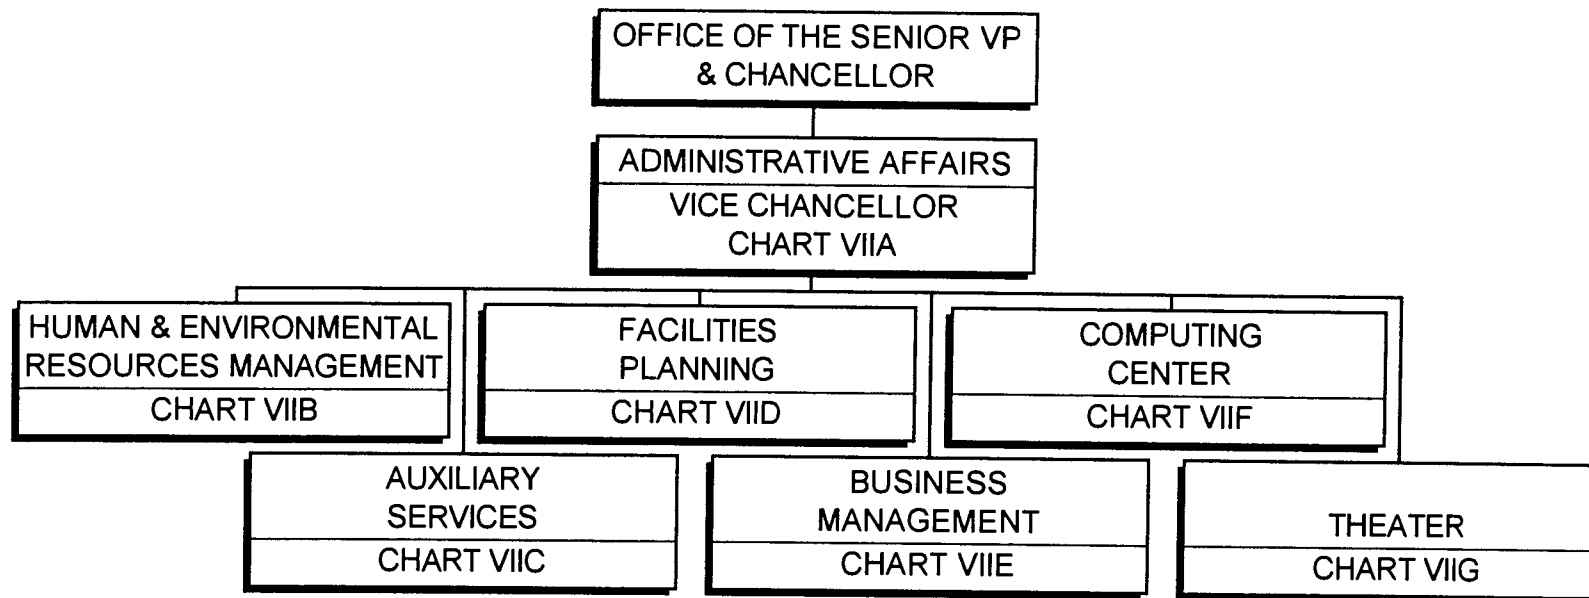 OFFICE OF THE SENIOR VP
& CHANCELLOR
ADMINISTRATIVE AFFAIRS
VICE CHANCELLOR
CHART VIIA
HUMAN & ENVIRONMENTAL
RESOURCES MANAGEMENT
CHART VIIB
FACILITIES
PLANNING
CHART VIID
COMPUTING
CENTER
CHART VIIF
AUXILIARY
SERVICES
CHART VIIC
BUSINESS
MANAGEMENT
CHART VIIE
THEATER
CHART VIIG